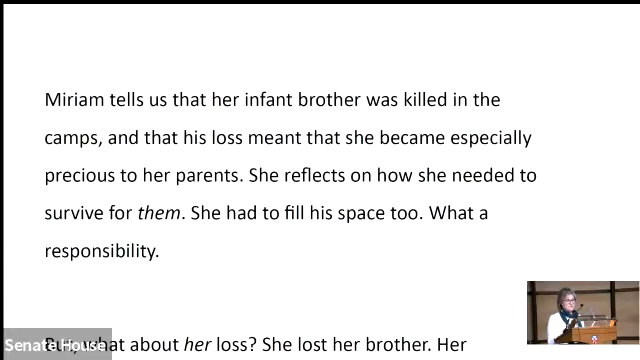 Miriam tells us that her infant brother was killed in the
camps, and that his loss meant that she became especially
precious to her parents. She reflects on how she needed to
survive for them. She had to fill his space too. What a
responsibility.
But, what about her loss? She lost her brother. Her
Senate House